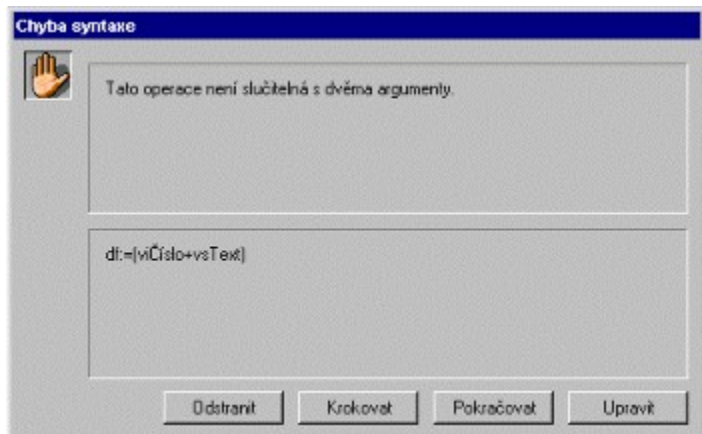 Chyba syntaxe
Tato operace není slučitelná s dvěma argumenty.
df:=(viČíslo+vsText)
Odstranit Krokovat Pokračovat Upravit